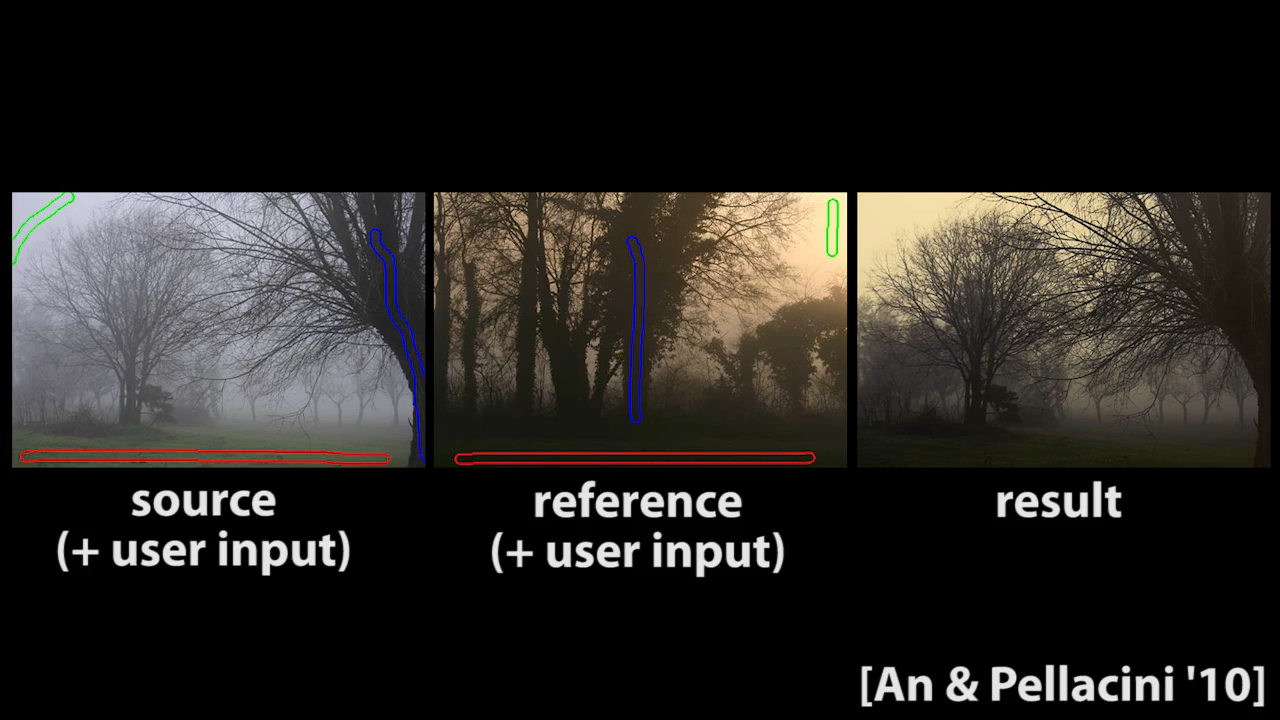 source
(+ user input)
reference
(+ user input)
result
[An & Pellacini '10]